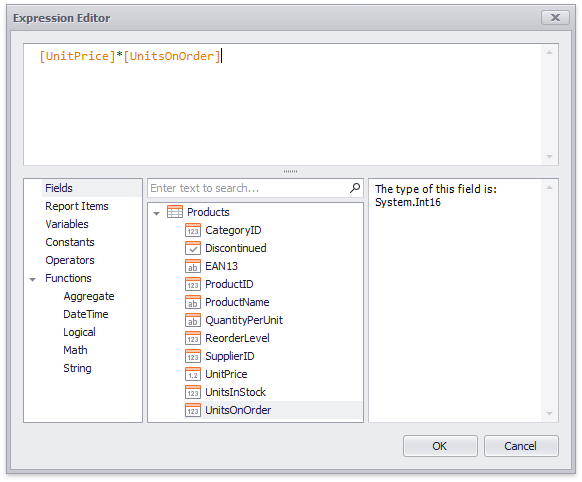 Expression Editor
[UnitPrice]*[UnitsOnOrder]
Fields
Report Items
Variables
Constants
Operators
Functions
Aggregate
DateTime
Logical
Math
String
Enter text to search...
Products
123 CategoryID
Discontinued
ab EAN13
123 ProductID
ab ProductName
ab QuantityPerUnit
123 ReorderLevel
123 SupplierID
1,2 UnitPrice
123 UnitsInStock
123 UnitsOnOrder
The type of this field is:
System.Int16
OK
Cancel